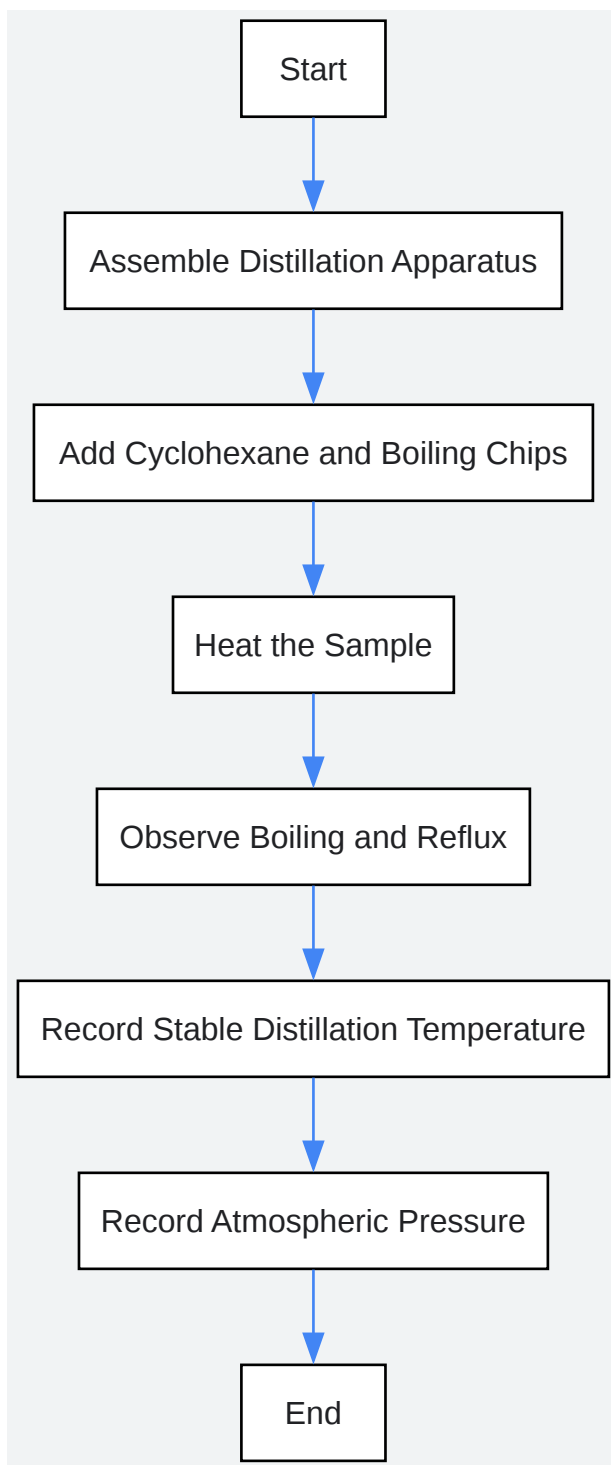 Start
Assemble Distillation Apparatus
Add Cyclohexane and Boiling Chips
Heat the Sample
Observe Boiling and Reflux
Record Stable Distillation Temperature
Record Atmospheric Pressure
End